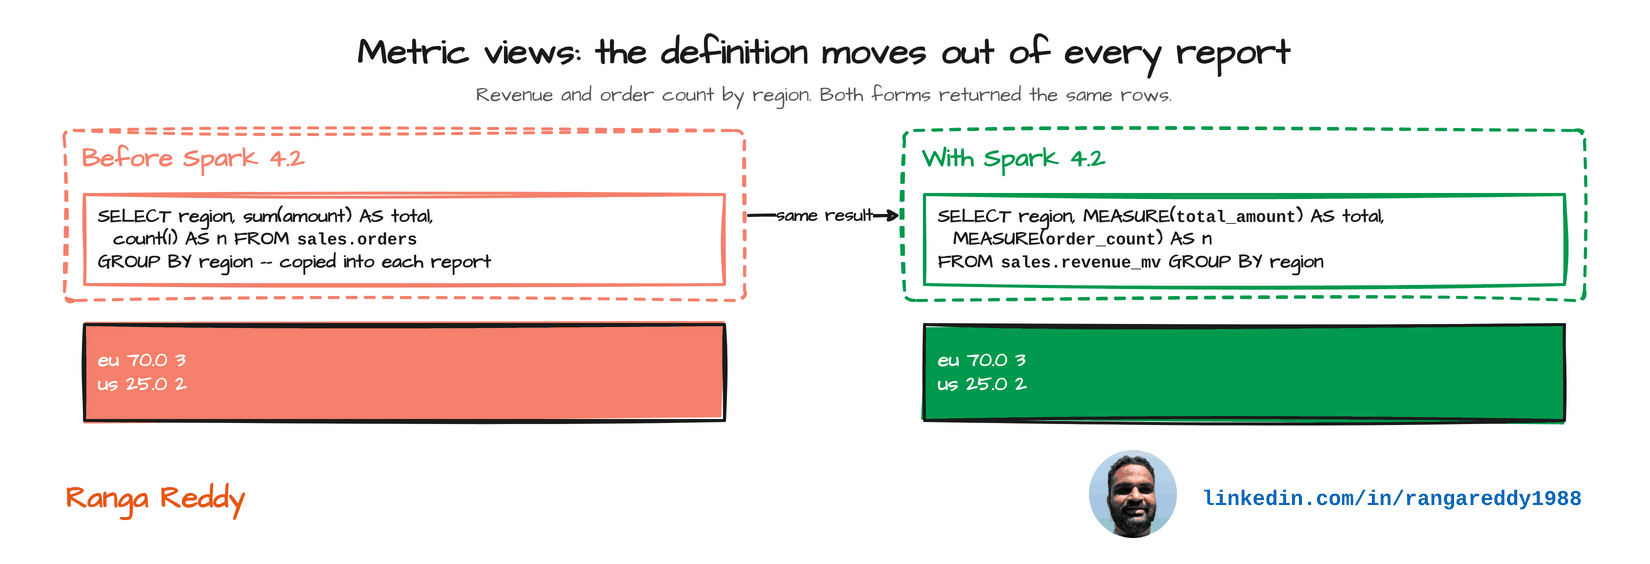 Metric views: the definition moves out of every report
Revenue and order count by region. Both forms returned the same rows.
Before Spark 4.2
SELECT region, sum(amount) AS total,
count(1) AS n FROM sales.orders
GROUP BY region -- copied into each report
same result
With Spark 4.2
SELECT region, MEASURE(total_amount) AS total,
MEASURE(order_count) AS n
FROM sales.revenue_mv GROUP BY region
eu 70.0 3
us 25.0 2
eu 70.0 3
us 25.0 2
Ranga Reddy
linkedin.com/in/rangareddy1988